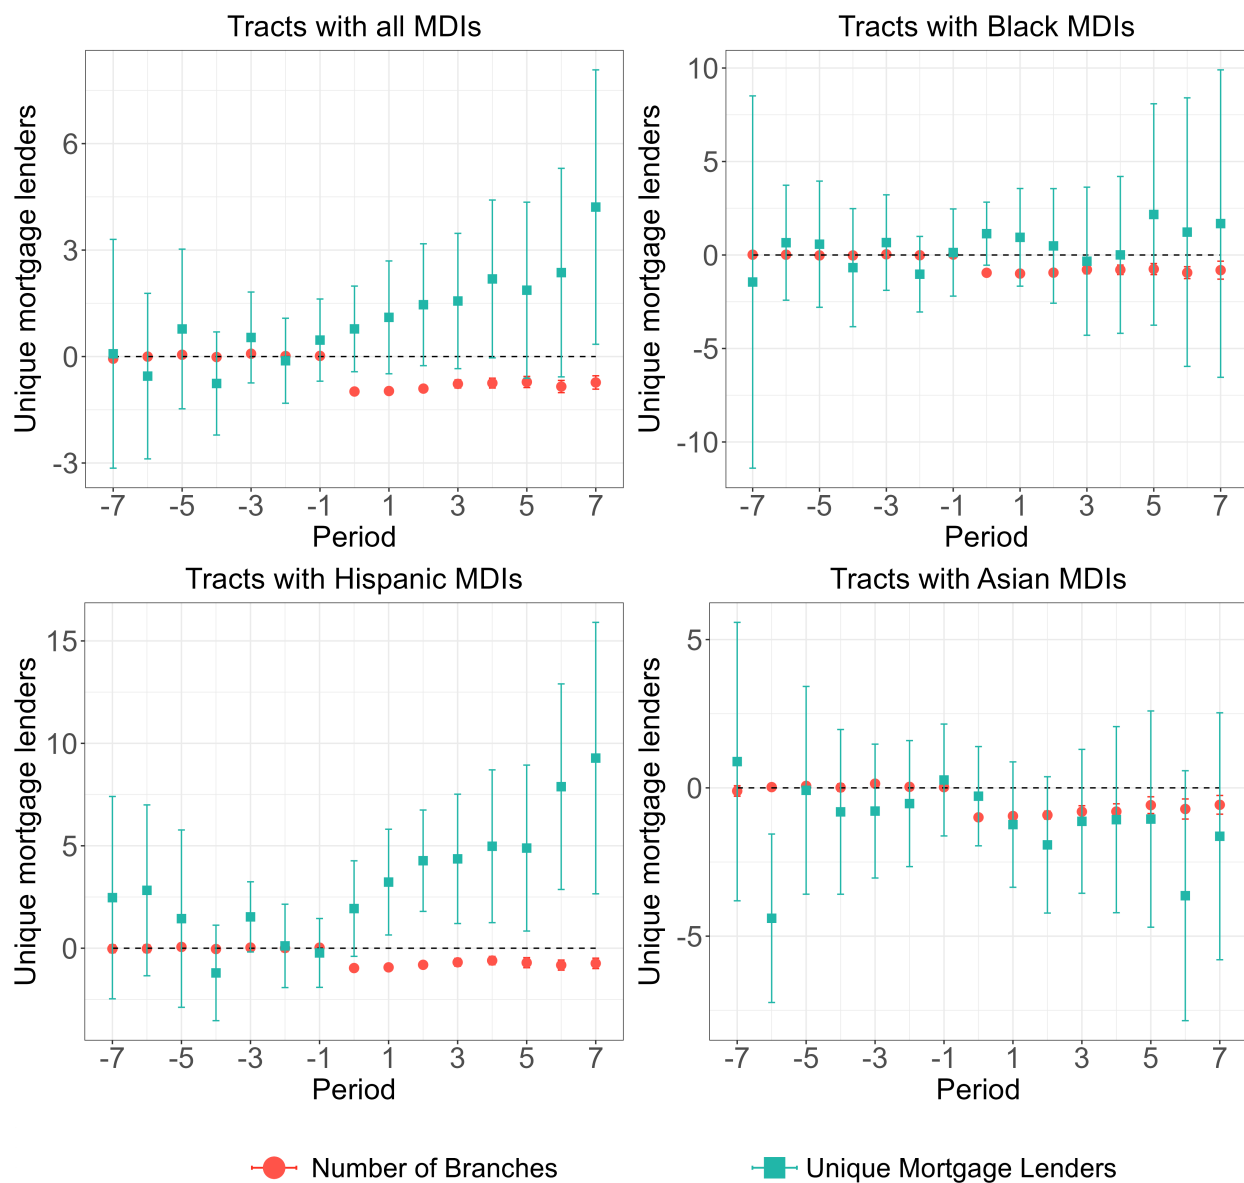 Tracts with all MDIs
Unique mortgage lenders
6
3
0
-3
-7 -5 -3 -1 1 3 5 7
Period
Tracts with Black MDIs
Unique mortgage lenders
10
5
0
-5
-10
-7 -5 -3 -1 1 3 5 7
Period
Tracts with Hispanic MDIs
Unique mortgage lenders
15
10
5
0
-7 -5 -3 -1 1 3 5 7
Period
Tracts with Asian MDIs
Unique mortgage lenders
5
0
-5
-7 -5 -3 -1 1 3 5 7
Period
Number of Branches
Unique Mortgage Lenders